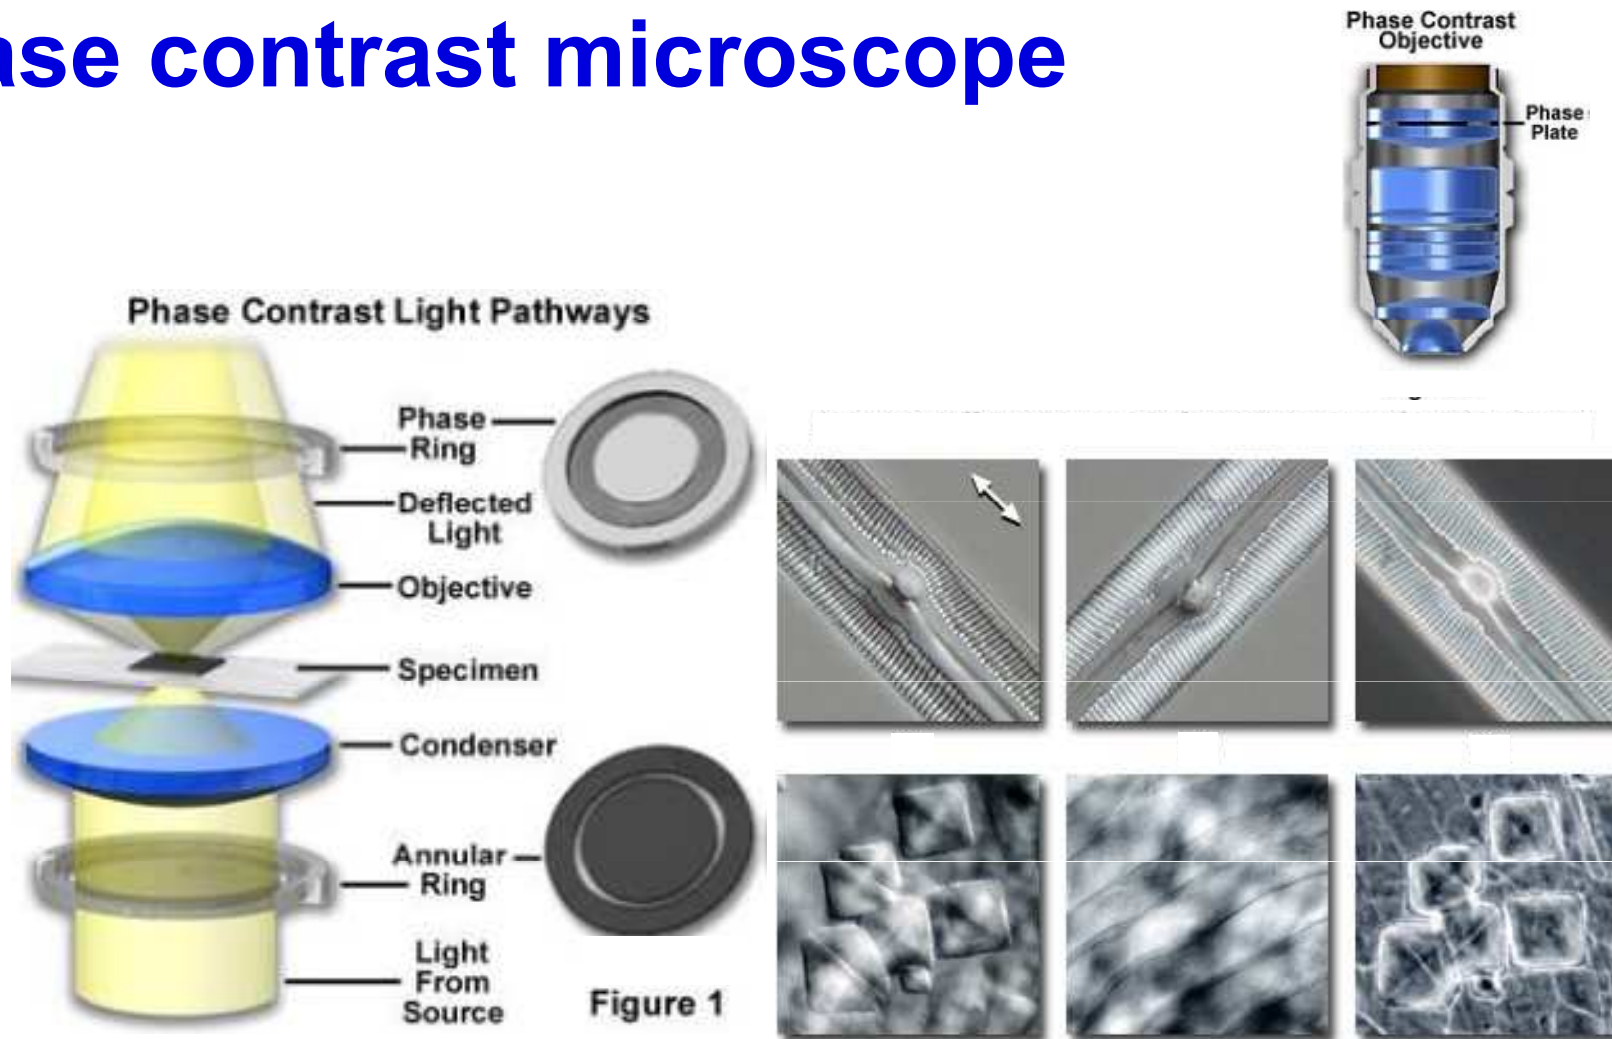 ase contrast microscope
Phase Contrast
Objective
Phase
Plate
Phase Contrast Light Pathways
Phase
Ring
Deflected
Light
Objective
Specimen
Condenser
Annular
Ring
Light
From
Source
Figure 1